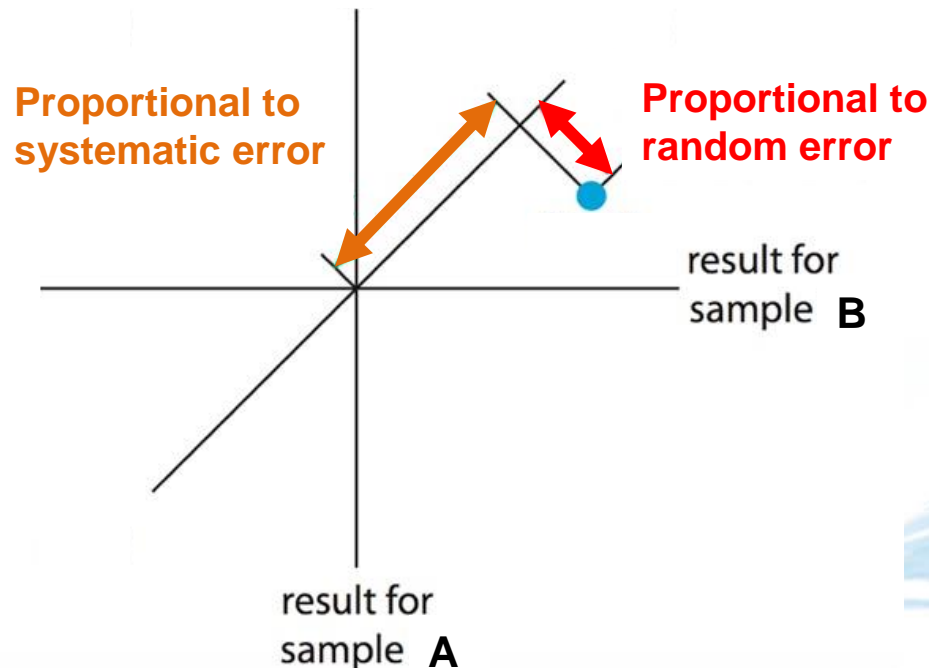 Proportional to
systematic error
Proportional to
random error
result for
sample B
result for
sample A